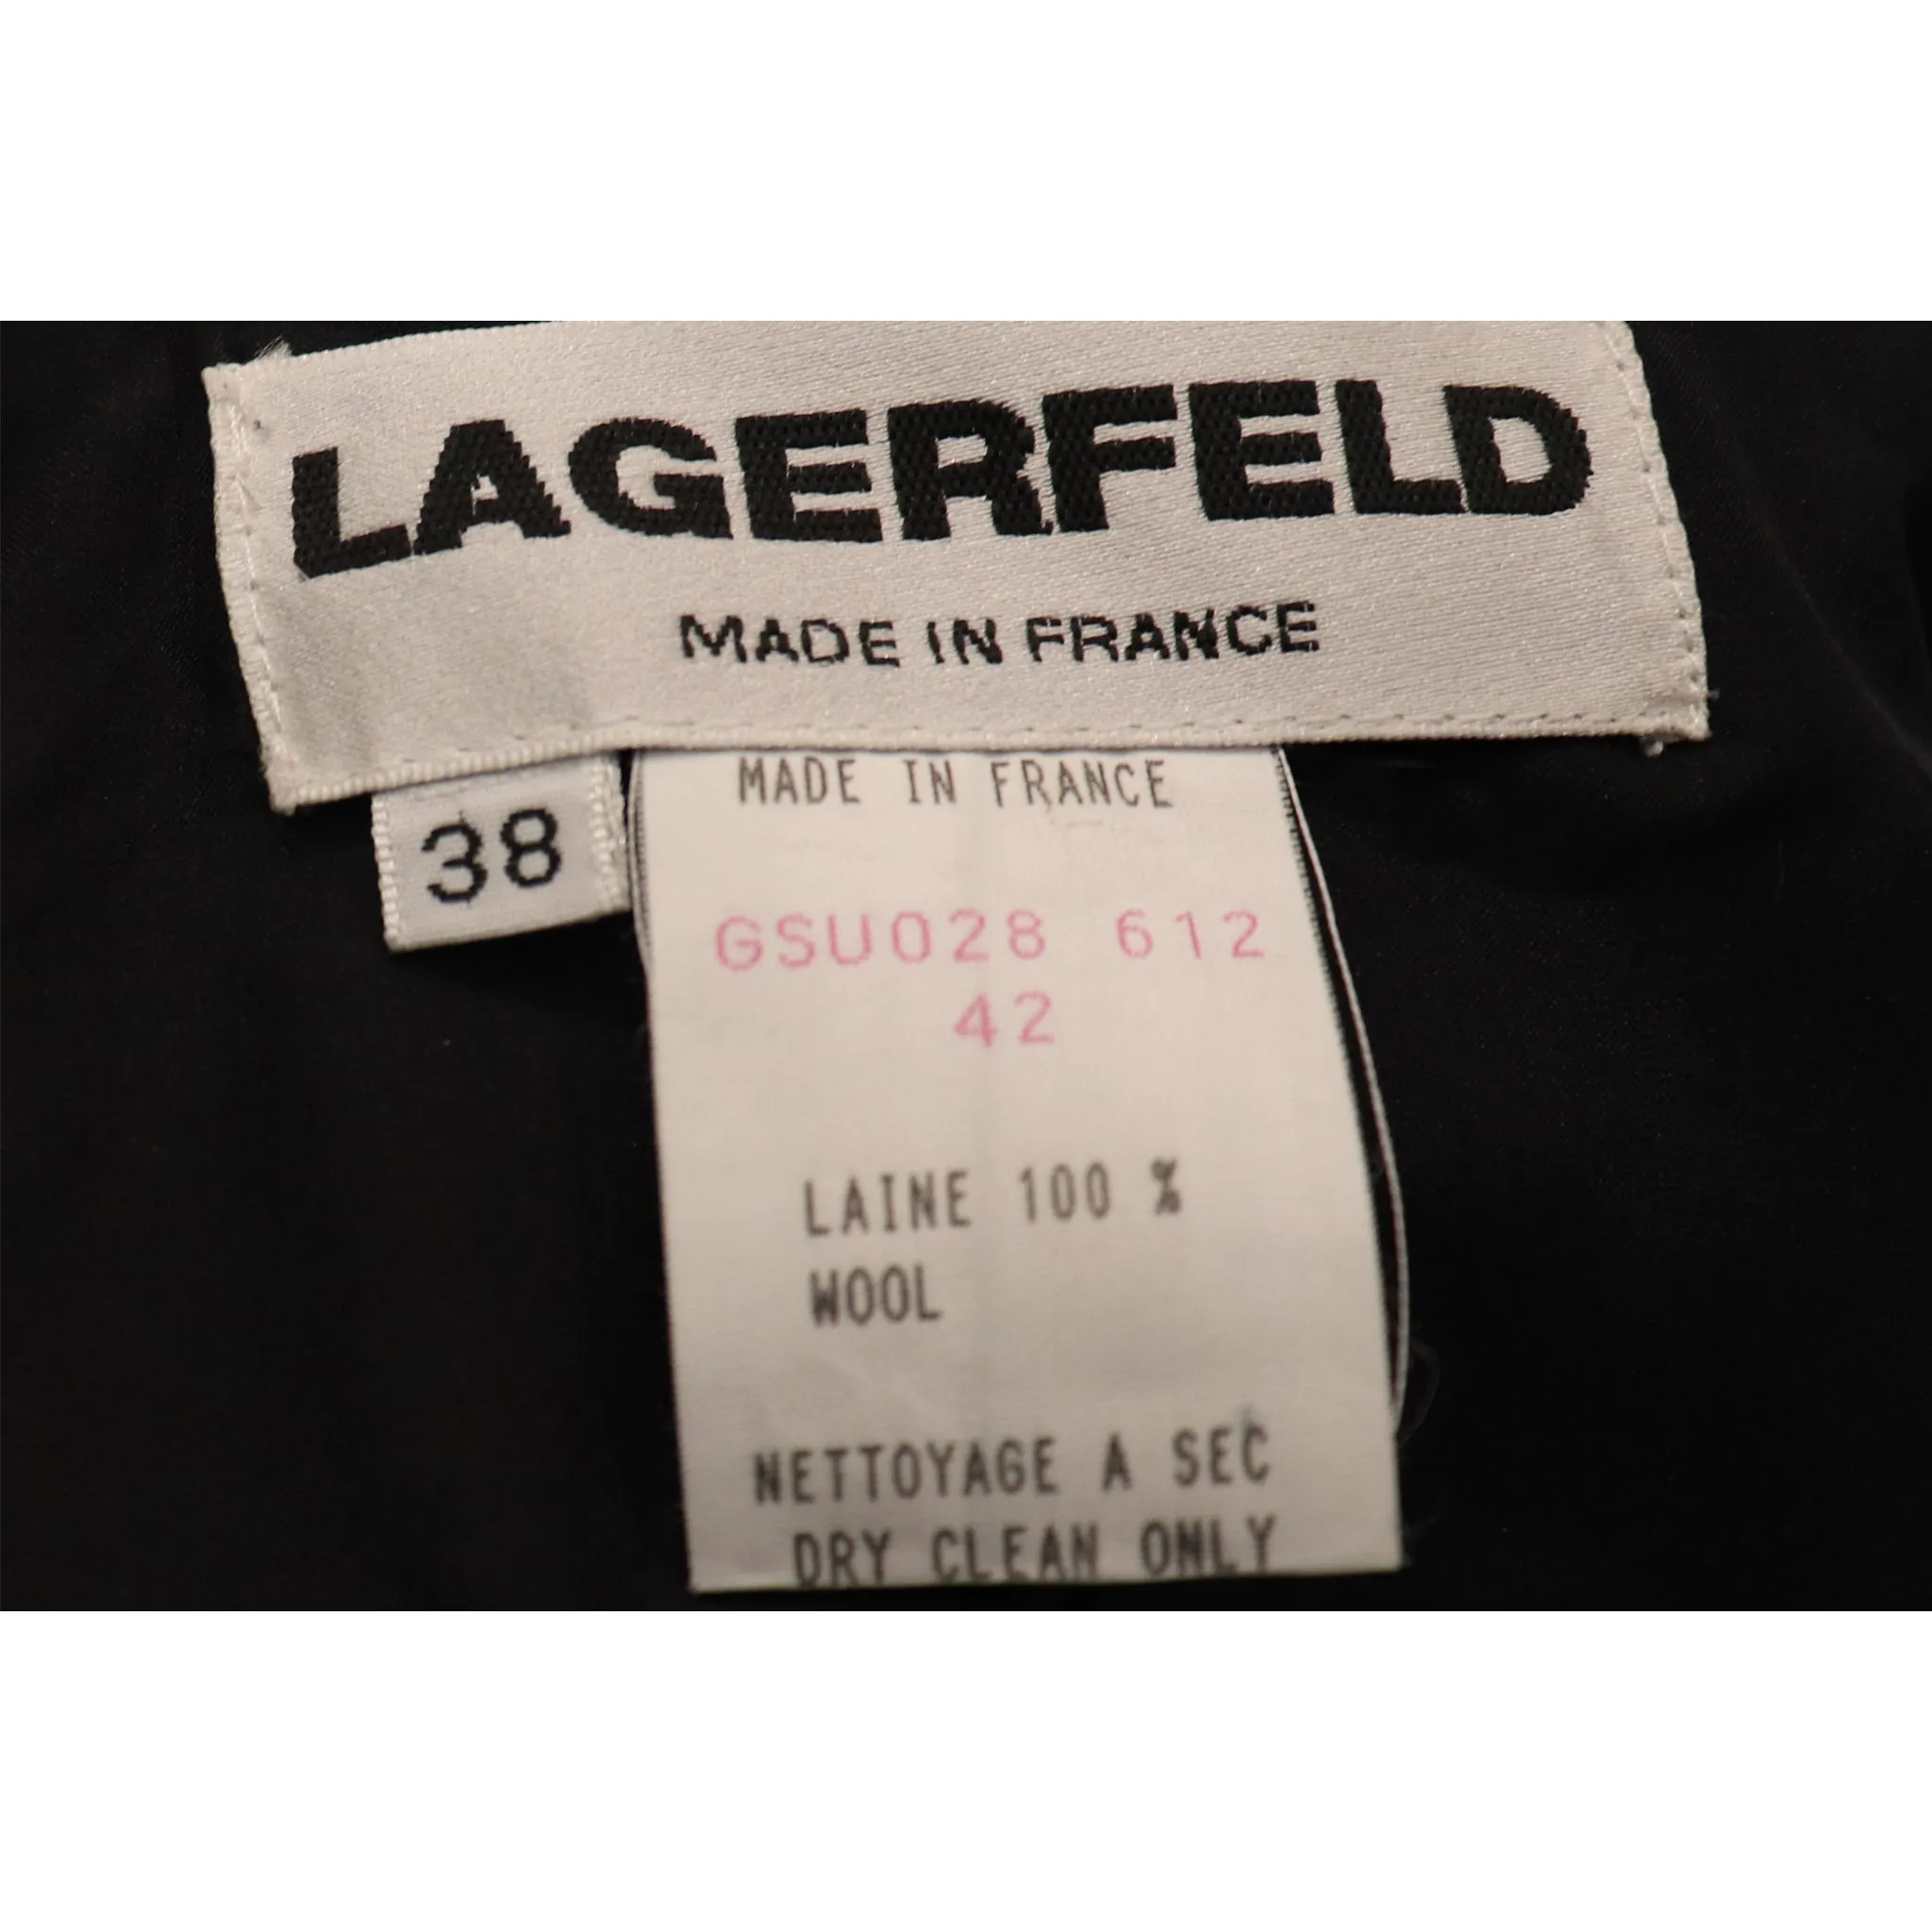 LAGERFELD
MADE IN FRANCE
38
MADE IN FRANCE
GSU028 612
42
LAINE 100 %
WOOL
NETTOYAGE A SEC
DRY CLEAN ONLY